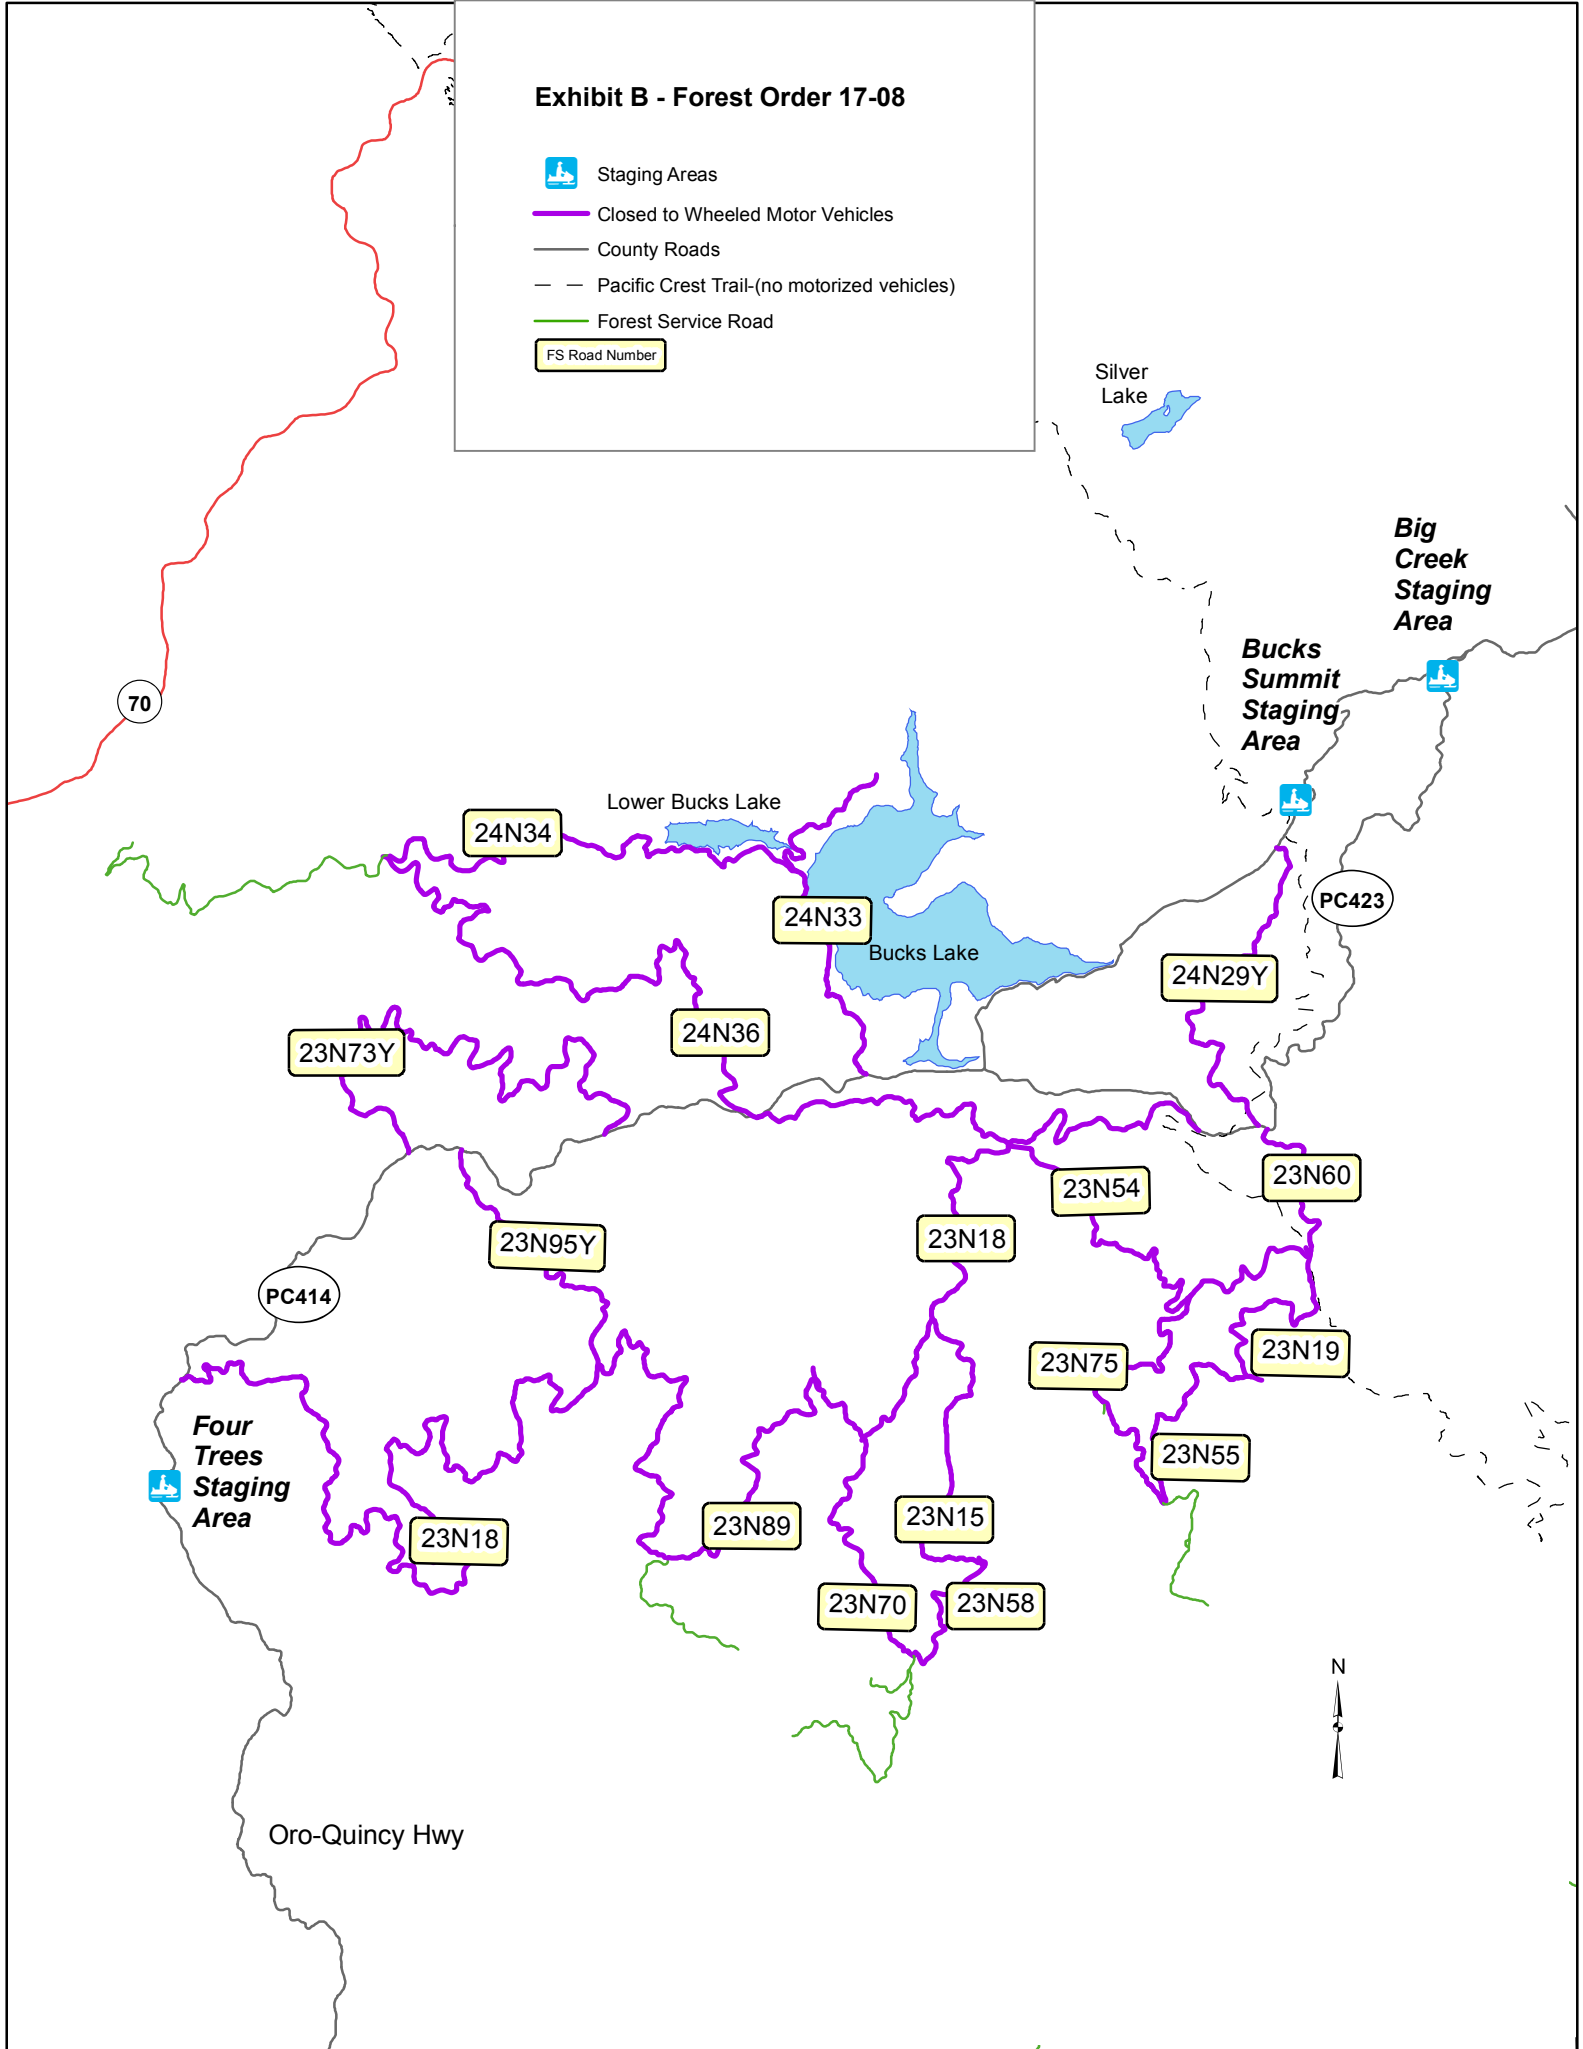 Exhibit B - Forest Order 17-08
Staging Areas
Closed to Wheeled Motor Vehicles
County Roads
Pacific Crest Trail-(no motorized vehicles)
Forest Service Road
FS Road Number
Silver
Lake
Big
Creek
Staging
Area
Bucks
Summit
Staging
Area
70
Lower Bucks Lake
24N34
PC423
24N33
Bucks Lake
24N29Y
24N36
23N73Y
23N60
23N54
23N18
23N95Y
PC414
23N19
23N75
Four
Trees
Staging
Area
23N55
23N15
23N89
23N18
23N70
23N58
N
Oro-Quincy Hwy